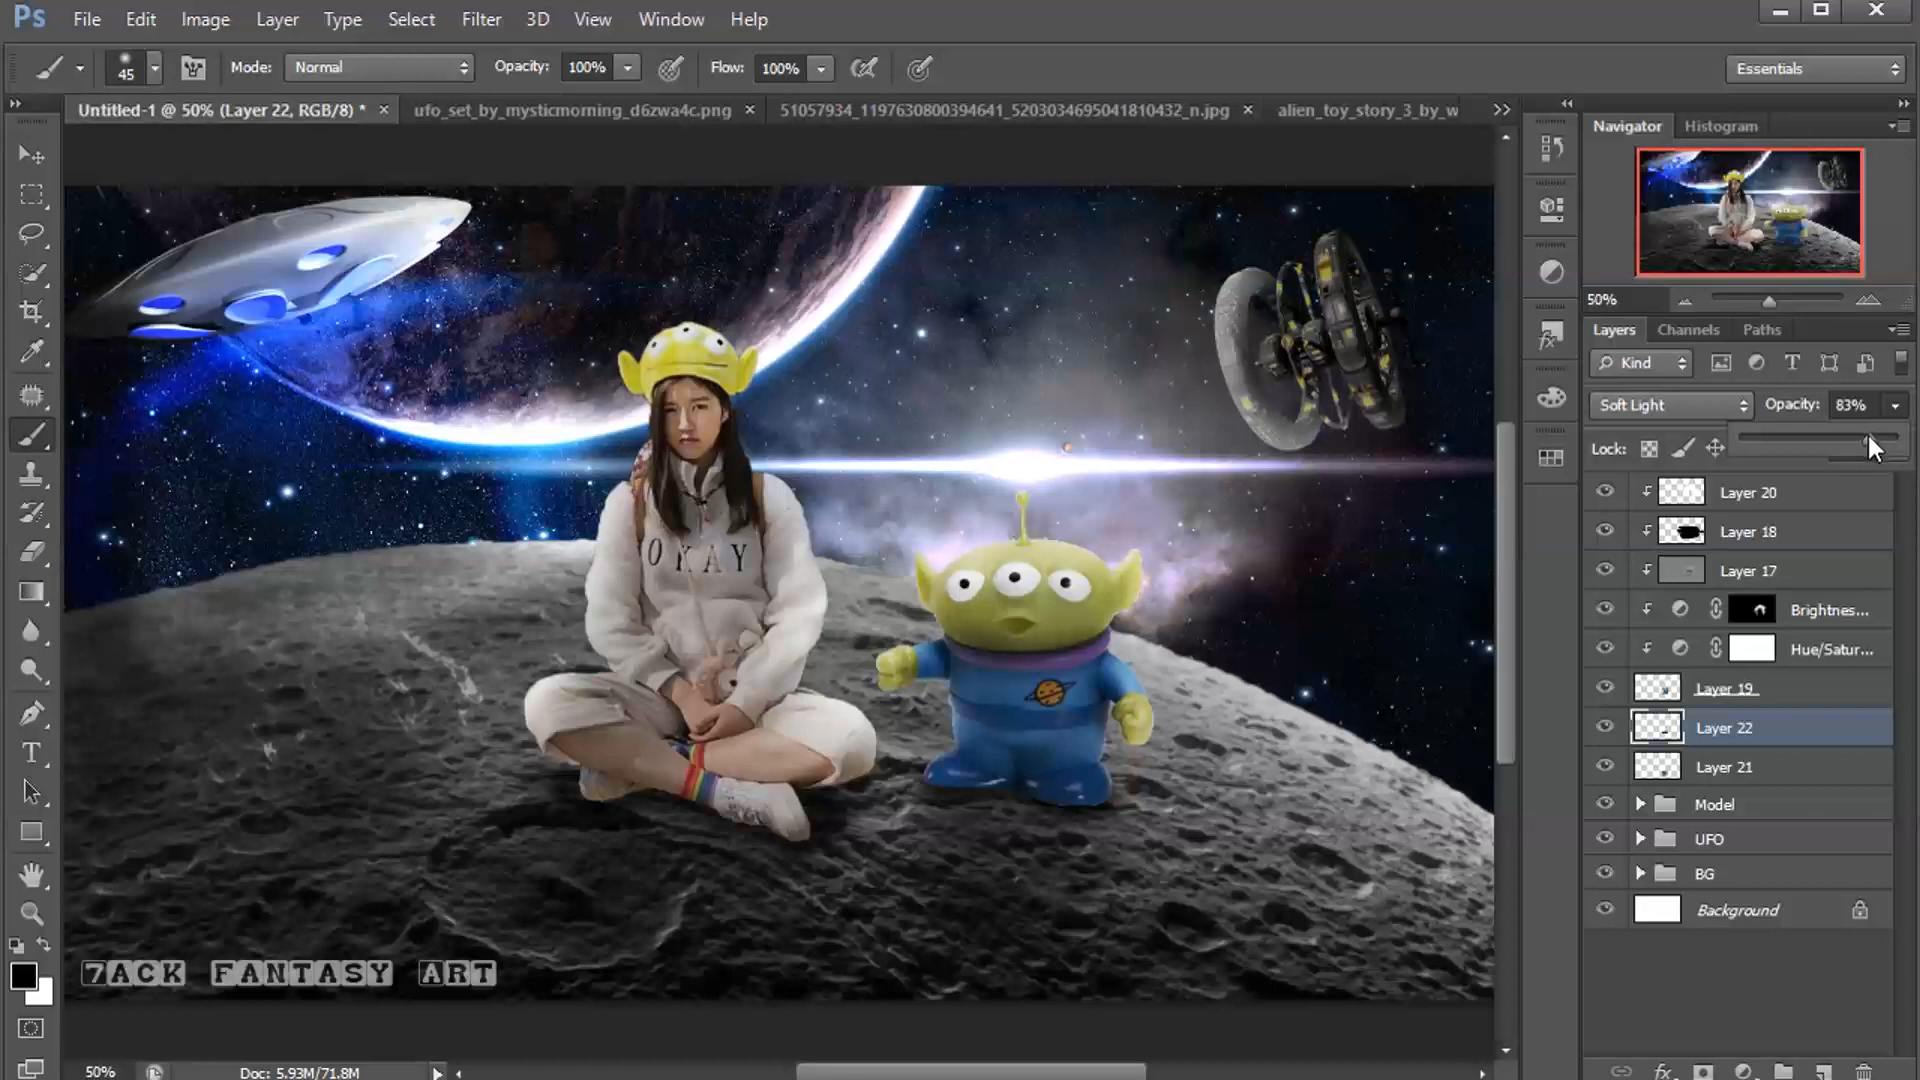 Ps File Edit Image Layer Type Select Filter 3D View Window Help
45 Mode: Normal Opacity: 100% Flow: 100% Essentials
Untitled-1 @ 50% (Layer 22, RGB/8) * × ufo_set_by_mysticmorning_d6zwa4c.png × 51057934_1197630800394641_5203034695041810432_n.jpg × alien_toy_story_3_by_w
Navigator Histogram
50%
Layers Channels Paths
Kind
Soft Light Opacity: 83%
Lock:
Layer 20
Layer 18
Layer 17
Brightnes...
Hue/Satur...
Layer 19
Layer 22
Layer 21
Model
UFO
BG
Background
OKAY
7ACK FANTASY ART
50% Doc: 5.93M/71.8M